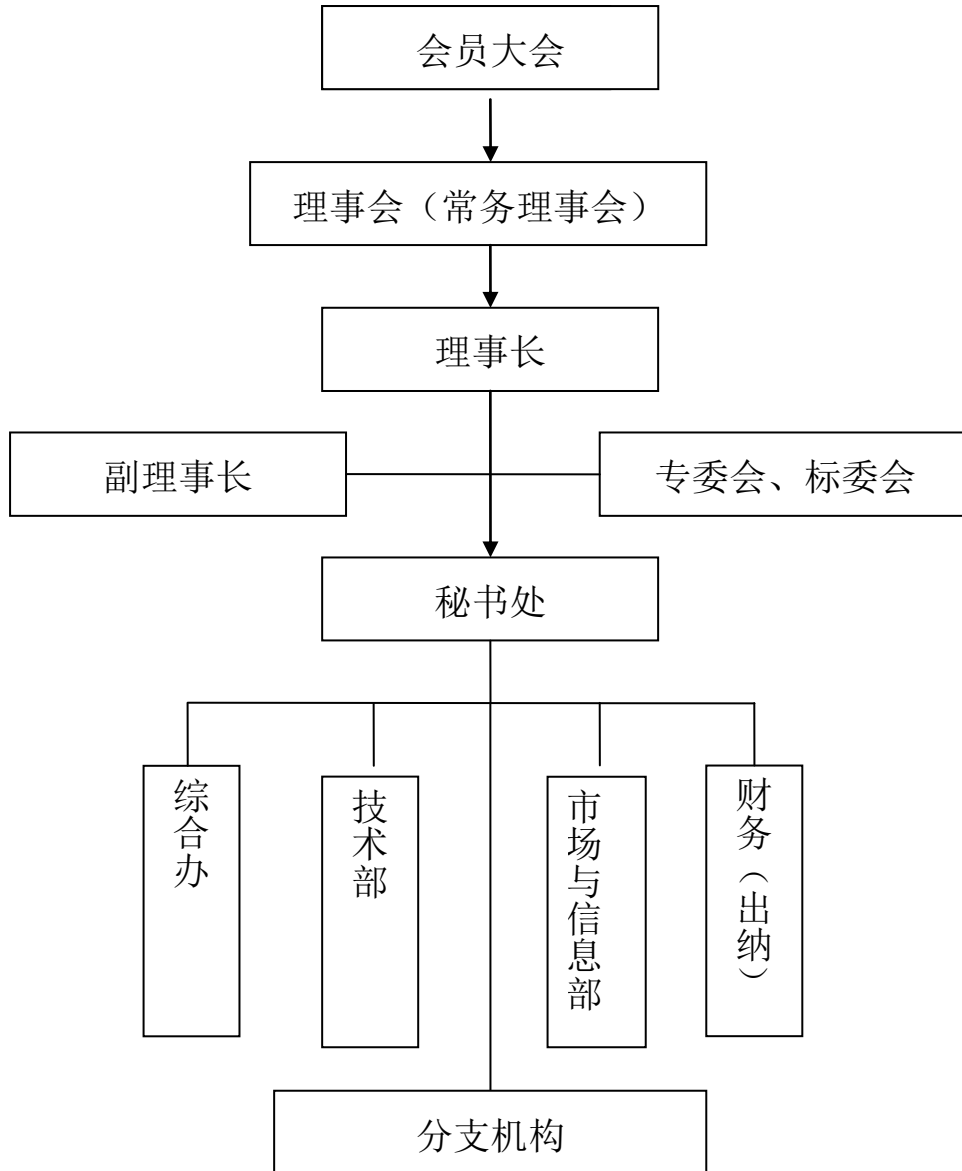 会员大会
理事会（常务理事会）
理事长
副理事长
专委会、标委会
秘书处
综合办
技术部
市场与信息部
财务（出纳）
分支机构